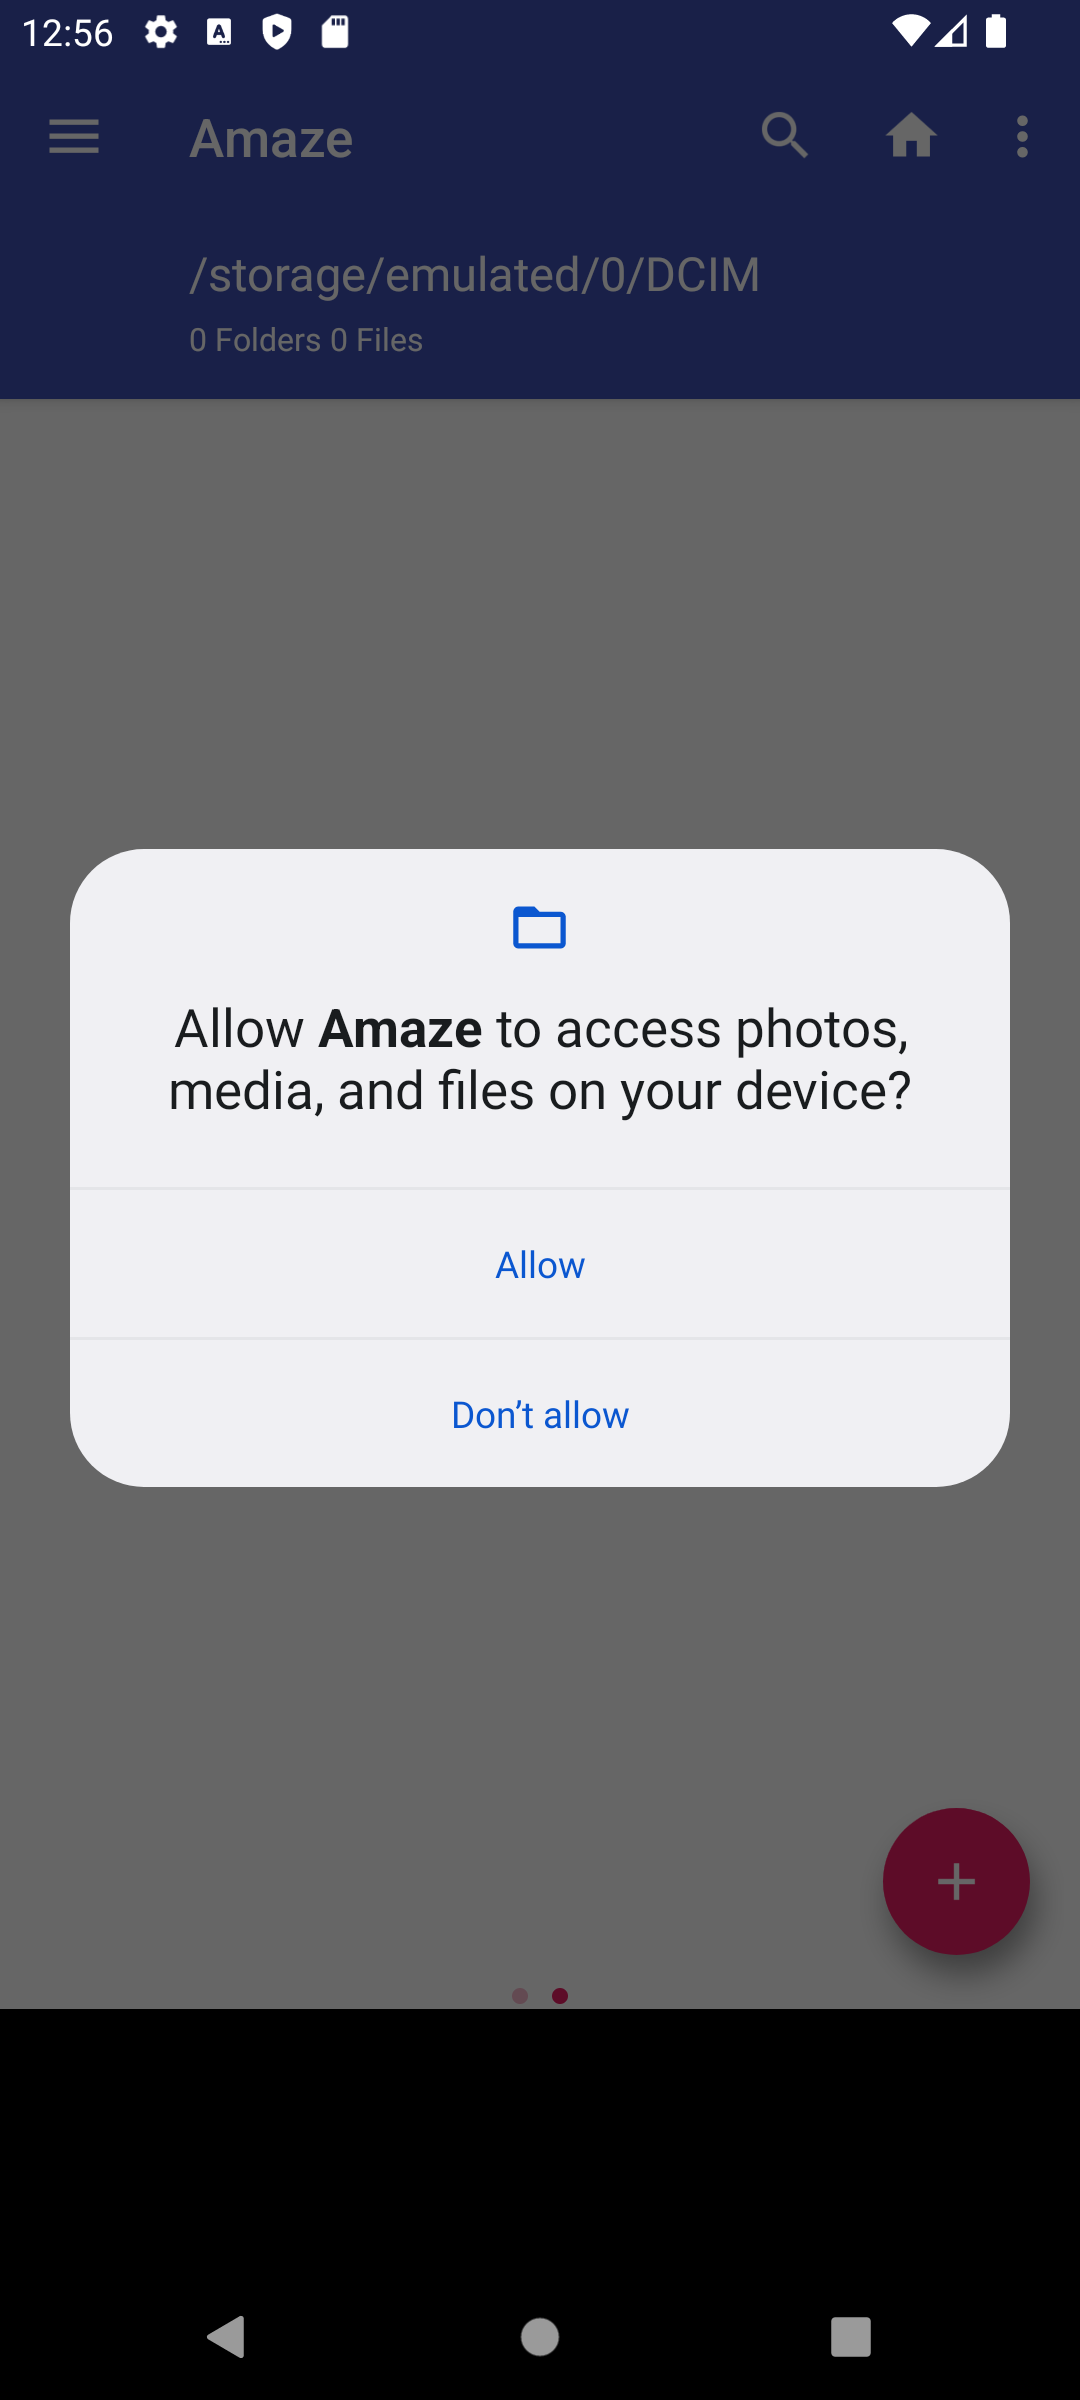 12:56
Amaze
/storage/emulated/0/DCIM
0 Folders 0 Files
Allow Amaze to access photos,
media, and files on your device?
Allow
Don’t allow